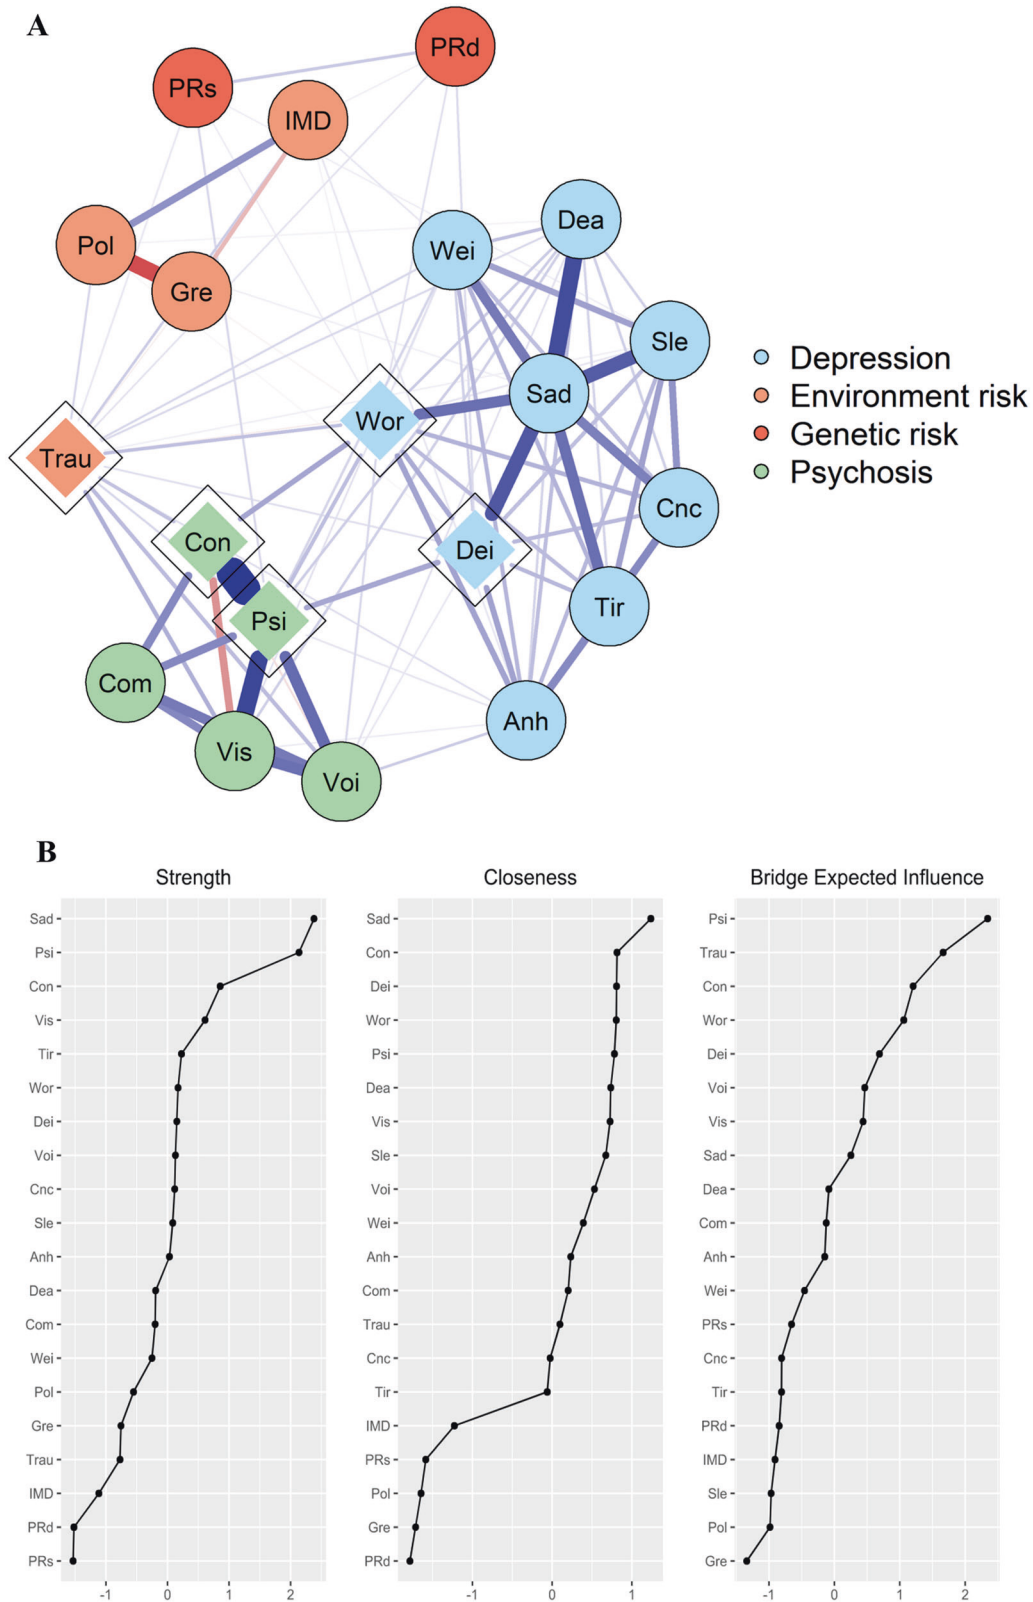 A
PRd
PRs
IMD
Dea
Pol
Wei
Gre
Sle
Depression
Sad
Environment risk
Wor
Genetic risk
Trau
Psychosis
Cnc
Con
Dei
Tir
Psi
Com
Anh
Vis
Voi
B
Strength
Sad
Psi
Con
Vis
Tir
Wor
Dei
Voi
Cnc
Sle
Anh
Dea
Com
Wei
Pol
Gre
Trau
IMD
PRd
PRs
-1 0 1 2
Closeness
Sad
Con
Dei
Wor
Psi
Dea
Vis
Sle
Voi
Wei
Anh
Com
Trau
Cnc
Tir
IMD
PRs
Pol
Gre
PRd
-1 0 1
Bridge Expected Influence
Psi
Trau
Con
Wor
Dei
Voi
Vis
Sad
Dea
Com
Anh
Wei
PRs
Cnc
Tir
PRd
IMD
Sle
Pol
Gre
-1 0 1 2